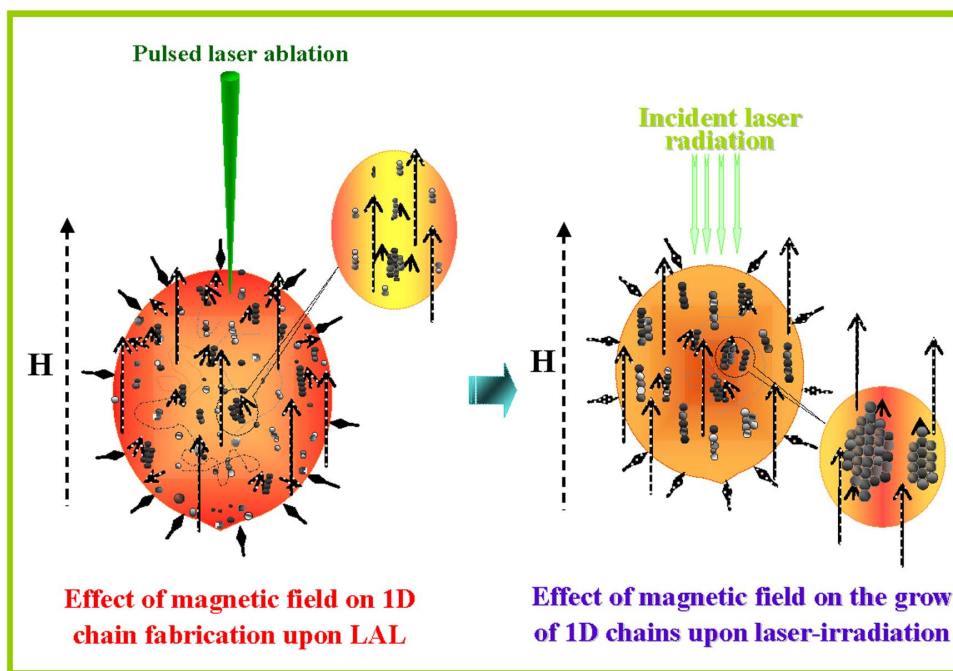 Pulsed laser ablation
Incident laser
radiation
H
H
Effect of magnetic field on 1D
chain fabrication upon LAL
Effect of magnetic field on the grow
of 1D chains upon laser-irradiation